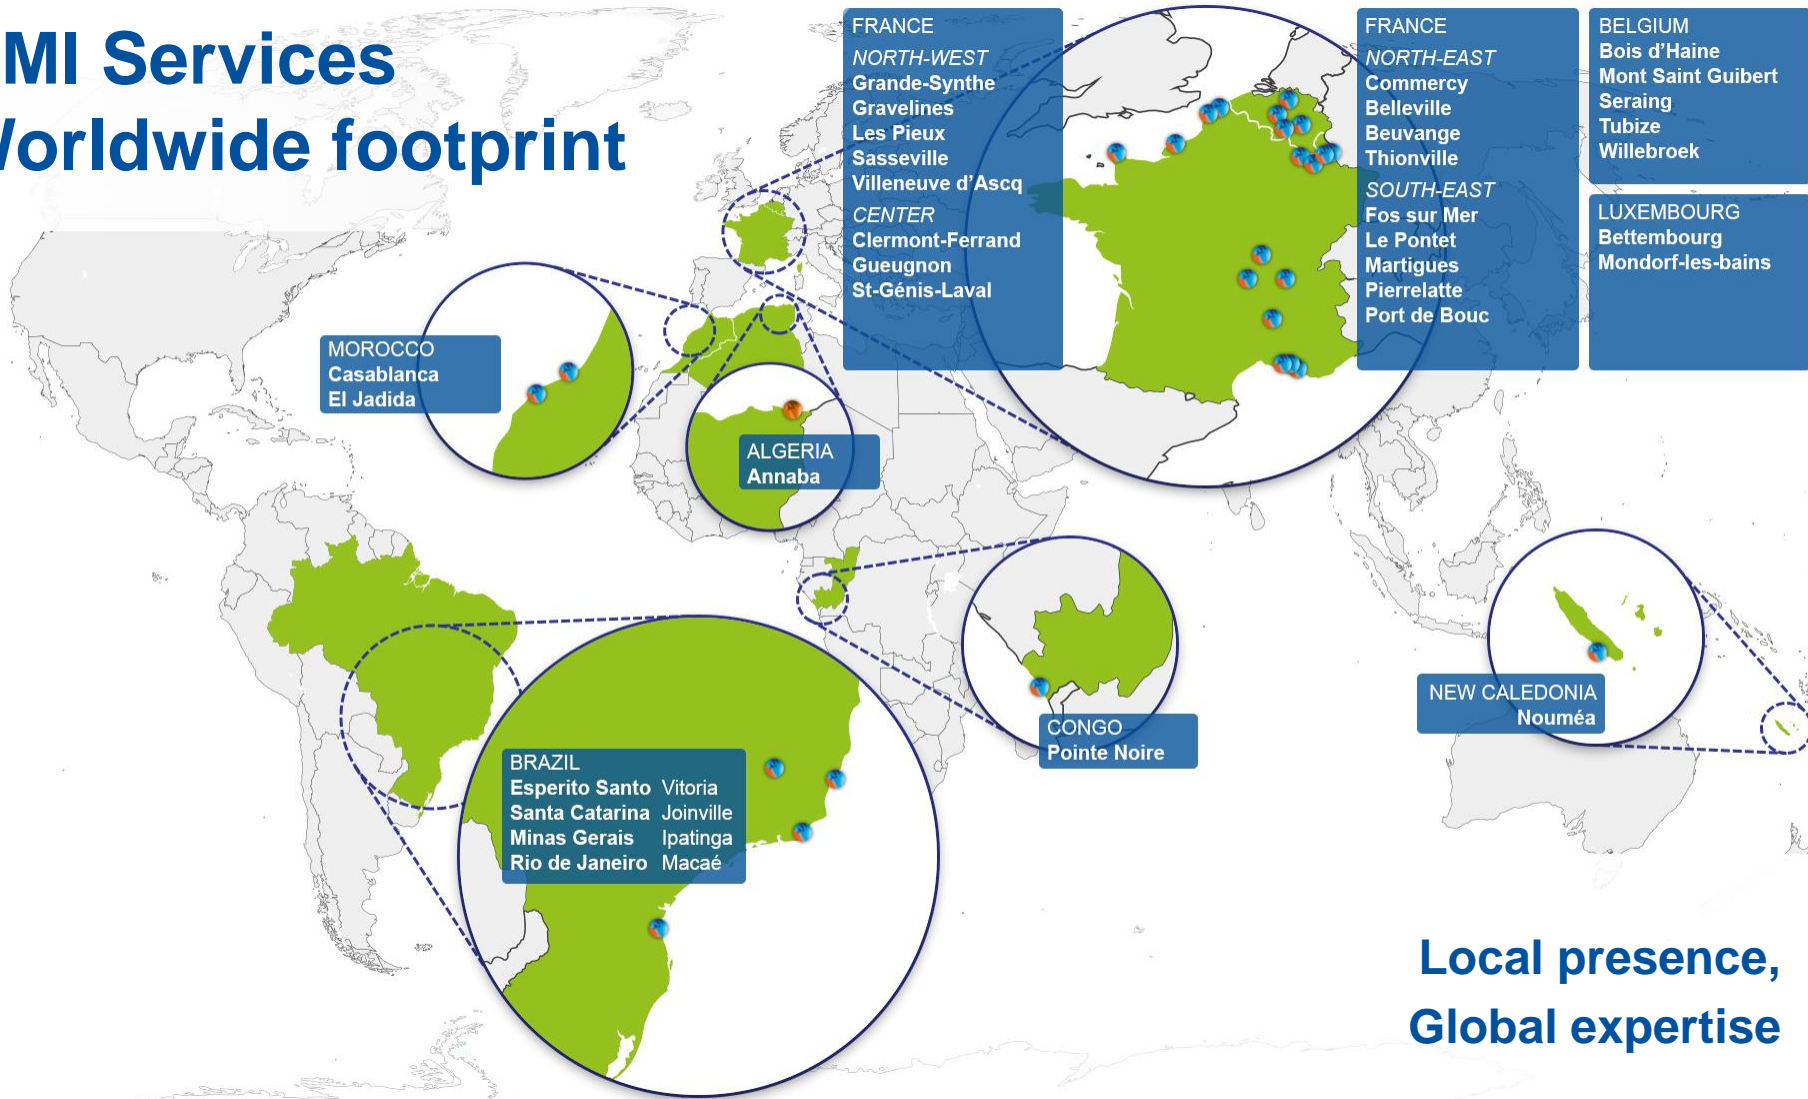 MI Services
Worldwide footprint
FRANCE
NORTH-WEST
Grande-Synthe
Gravelines
Les Pieux
Sasseville
Villeneuve d'Ascq
CENTER
Clermont-Ferrand
Gueugnon
St-Génis-Laval
FRANCE
NORTH-EAST
Commercy
Belleville
Beuvange
Thionville
SOUTH-EAST
Fos sur Mer
Le Pontet
Martigues
Pierrelatte
Port de Bouc
BELGIUM
Bois d'Haine
Mont Saint Guibert
Seraing
Tubize
Willebroek
LUXEMBOURG
Bettembourg
Mondorf-les-bains
MOROCCO
Casablanca
El Jadida
ALGERIA
Annaba
BRAZIL
Esperito Santo Vitoria
Santa Catarina Joinville
Minas Gerais Ipatinga
Rio de Janeiro Macaé
CONGO
Pointe Noire
NEW CALEDONIA
Nouméa
Local presence,
Global expertise